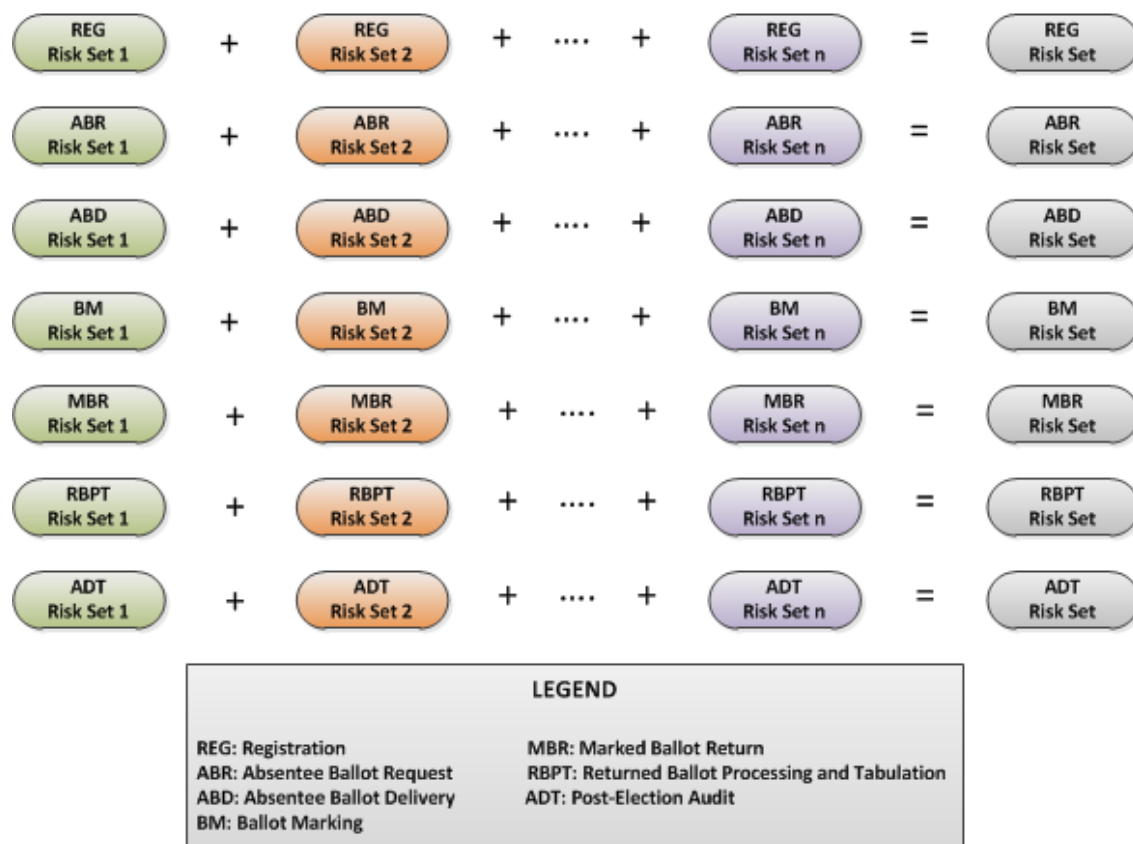 REG + REG + .... + REG = REG
Risk Set 1 Risk Set 2 Risk Set n Risk Set
ABR + ABR + .... + ABR = ABR
Risk Set 1 Risk Set 2 Risk Set n Risk Set
ABD + ABD + .... + ABD = ABD
Risk Set 1 Risk Set 2 Risk Set n Risk Set
BM + BM + .... + BM = BM
Risk Set 1 Risk Set 2 Risk Set n Risk Set
MBR + MBR + .... + MBR = MBR
Risk Set 1 Risk Set 2 Risk Set n Risk Set
RBPT + RBPT + .... + RBPT = RBPT
Risk Set 1 Risk Set 2 Risk Set n Risk Set
ADT + ADT + .... + ADT = ADT
Risk Set 1 Risk Set 2 Risk Set n Risk Set
LEGEND
REG: Registration
ABR: Absentee Ballot Request
ABD: Absentee Ballot Delivery
BM: Ballot Marking
MBR: Marked Ballot Return
RBPT: Returned Ballot Processing and Tabulation
ADT: Post-Election Audit